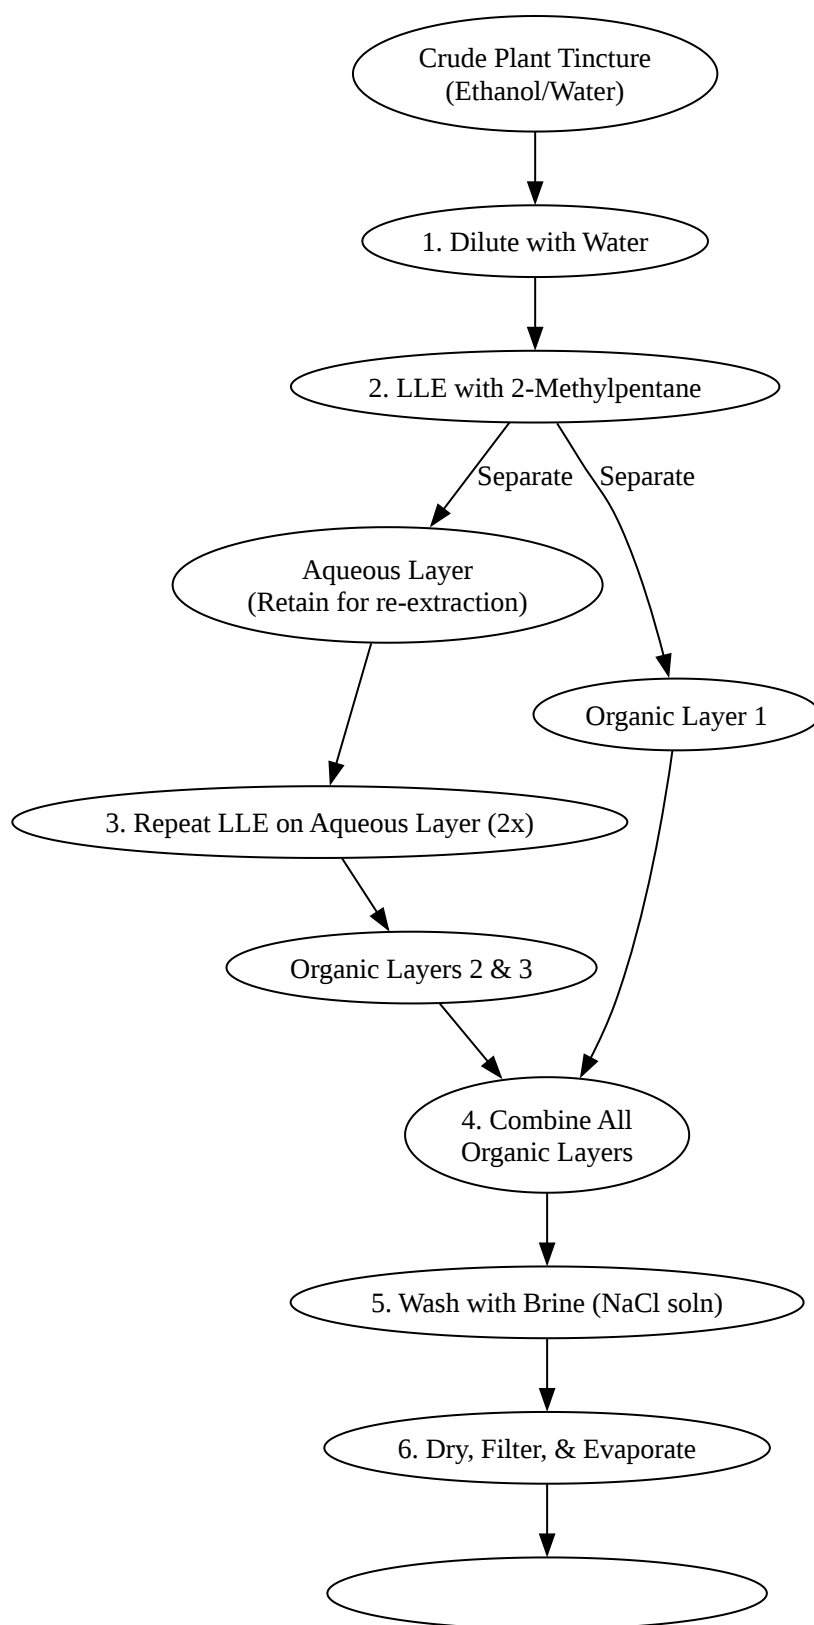 Crude Plant Tincture
(Ethanol/Water)
1. Dilute with Water
2. LLE with 2-Methylpentane
Separate
Separate
Aqueous Layer
(Retain for re-extraction)
Organic Layer 1
3. Repeat LLE on Aqueous Layer (2x)
Organic Layers 2 & 3
4. Combine All
Organic Layers
5. Wash with Brine (NaCl soln)
6. Dry, Filter, & Evaporate